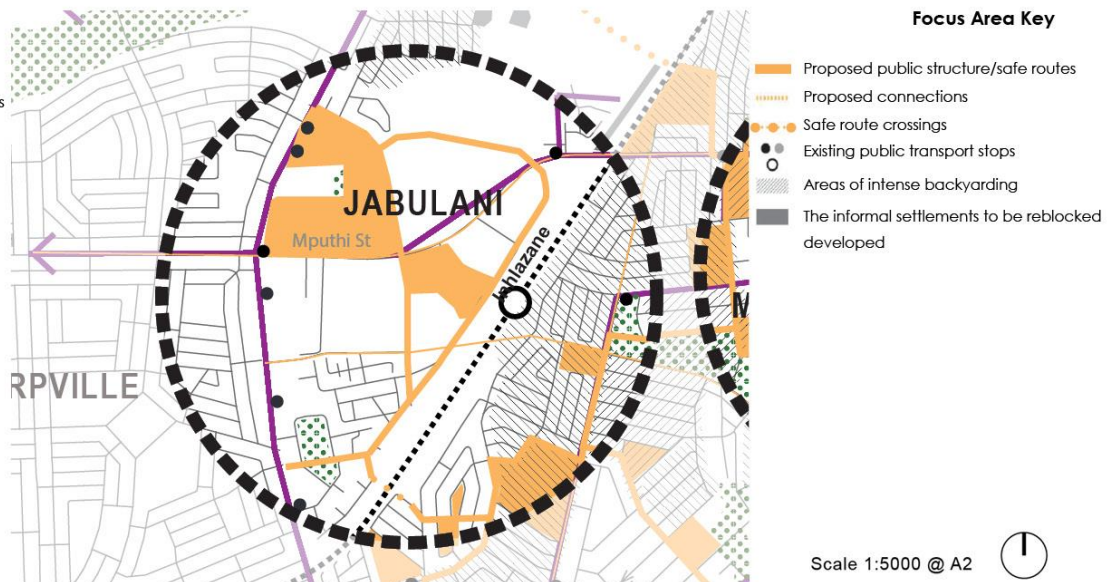 Focus Area Key
s
Proposed public structure/safe routes
Proposed connections
Safe route crossings
Existing public transport stops
Areas of intense backyarding
The informal settlements to be reblocked
developed
JABULANI
Mputhi St
RPVILLE
M
Scale 1:5000 @ A2